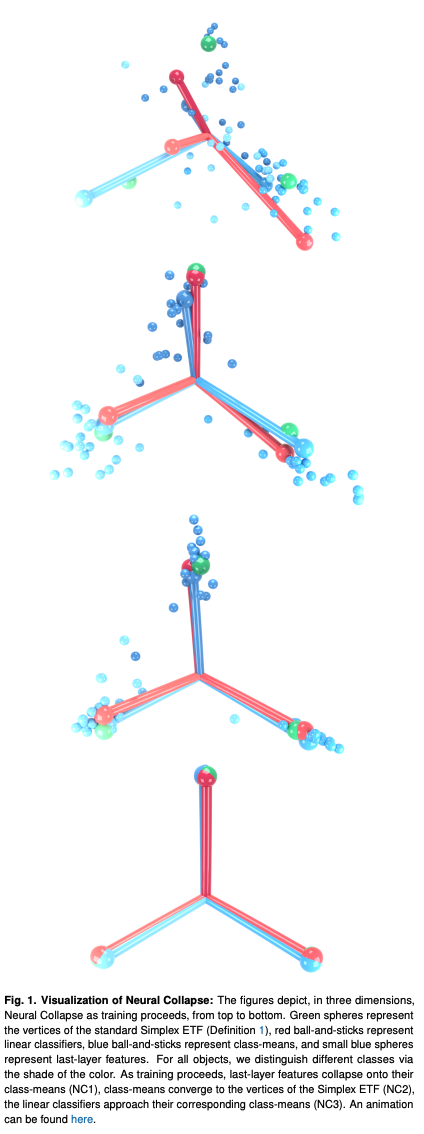 Fig. 1. Visualization of Neural Collapse: The figures depict, in three dimensions,
Neural Collapse as training proceeds, from top to bottom. Green spheres represent
the vertices of the standard Simplex ETF (Definition 1), red ball-and-sticks represent
linear classifiers, blue ball-and-sticks represent class-means, and small blue spheres
represent last-layer features. For all objects, we distinguish different classes via
the shade of the color. As training proceeds, last-layer features collapse onto their
class-means (NC1), class-means converge to the vertices of the Simplex ETF (NC2),
the linear classifiers approach their corresponding class-means (NC3). An animation
can be found here.